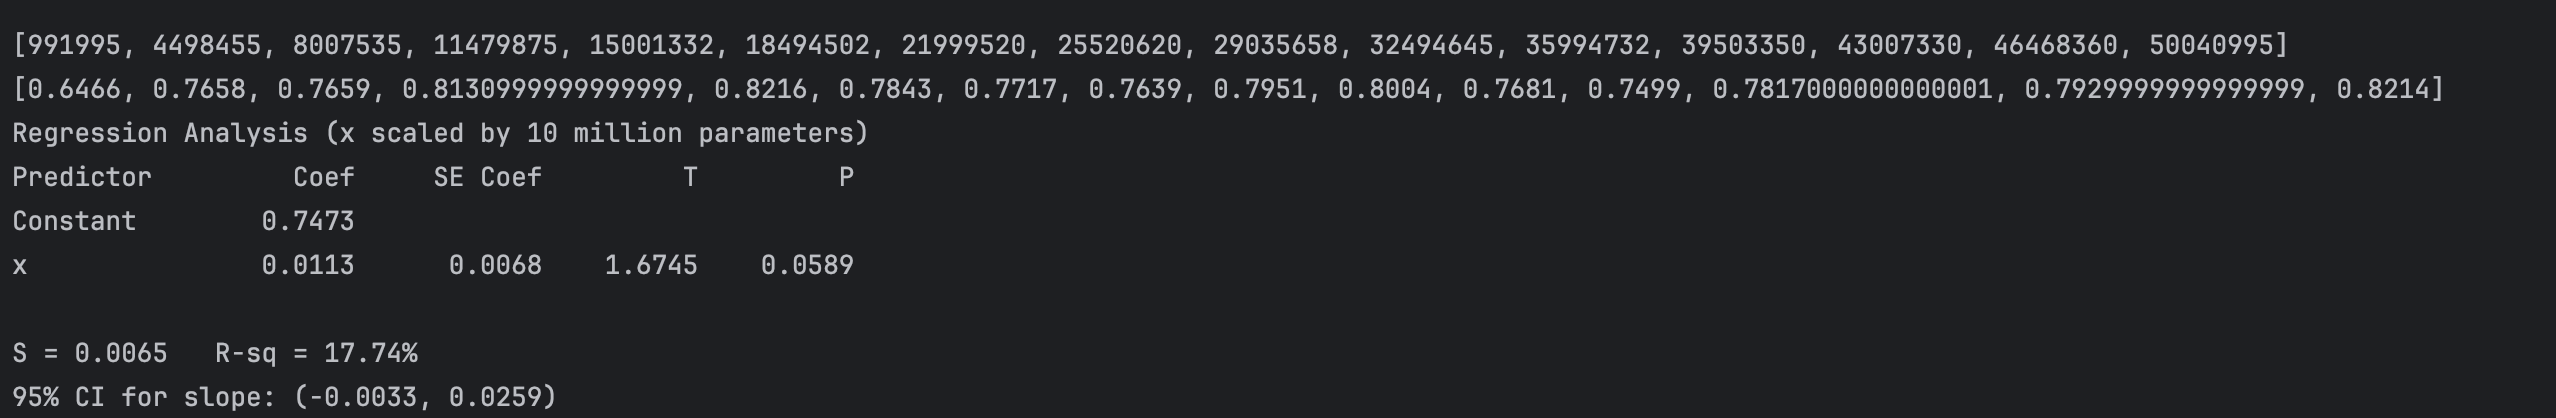 [991995, 4498455, 8007535, 11479875, 15001332, 18494502, 21999520, 25520620, 29035658, 32494645, 35994732, 39503350, 43007330, 46468360, 50040995]
[0.6466, 0.7658, 0.7659, 0.8130999999999999, 0.8216, 0.7843, 0.7717, 0.7639, 0.7951, 0.8004, 0.7681, 0.7499, 0.7817000000000001, 0.7929999999999999, 0.8214]
Regression Analysis (x scaled by 10 million parameters)
Predictor         Coef     SE Coef         T         P
Constant        0.7473
x               0.0113      0.0068    1.6745    0.0589
S = 0.0065   R-sq = 17.74%
95% CI for slope: (-0.0033, 0.0259)